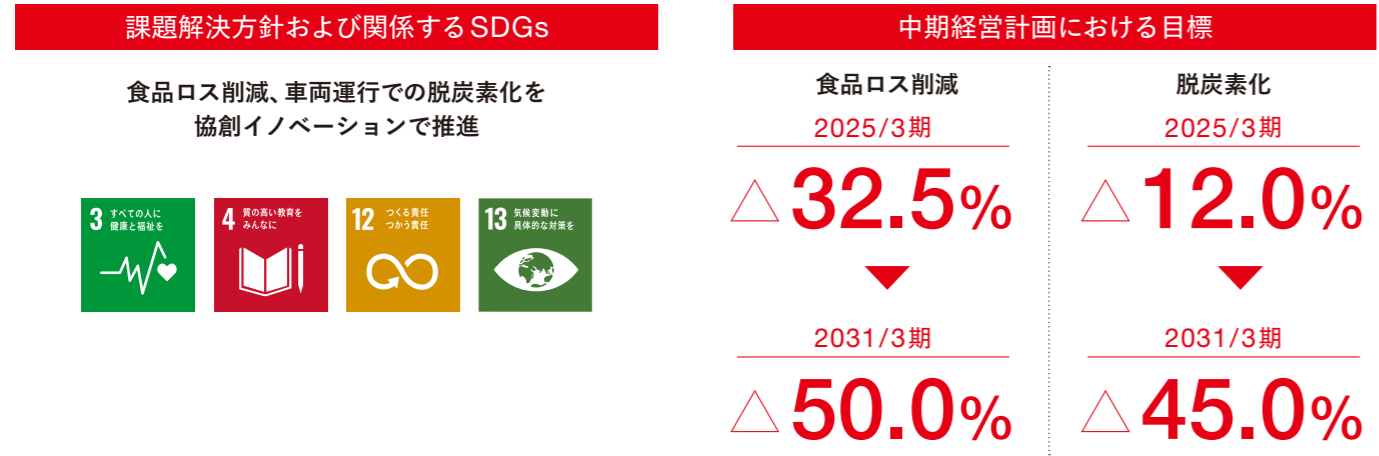 課題解決方針および関係するSDGs
食品ロス削減、車両運行での脱炭素化を
協創イノベーションで推進
3 すべての人に
健康と福祉を
4 質の高い教育を
みんなに
12 つくる責任
つかう責任
13 気候変動に
具体的な対策を
中期経営計画における目標
食品ロス削減
2025/3期
△32.5%
2031/3期
△50.0%
脱炭素化
2025/3期
△12.0%
2031/3期
△45.0%